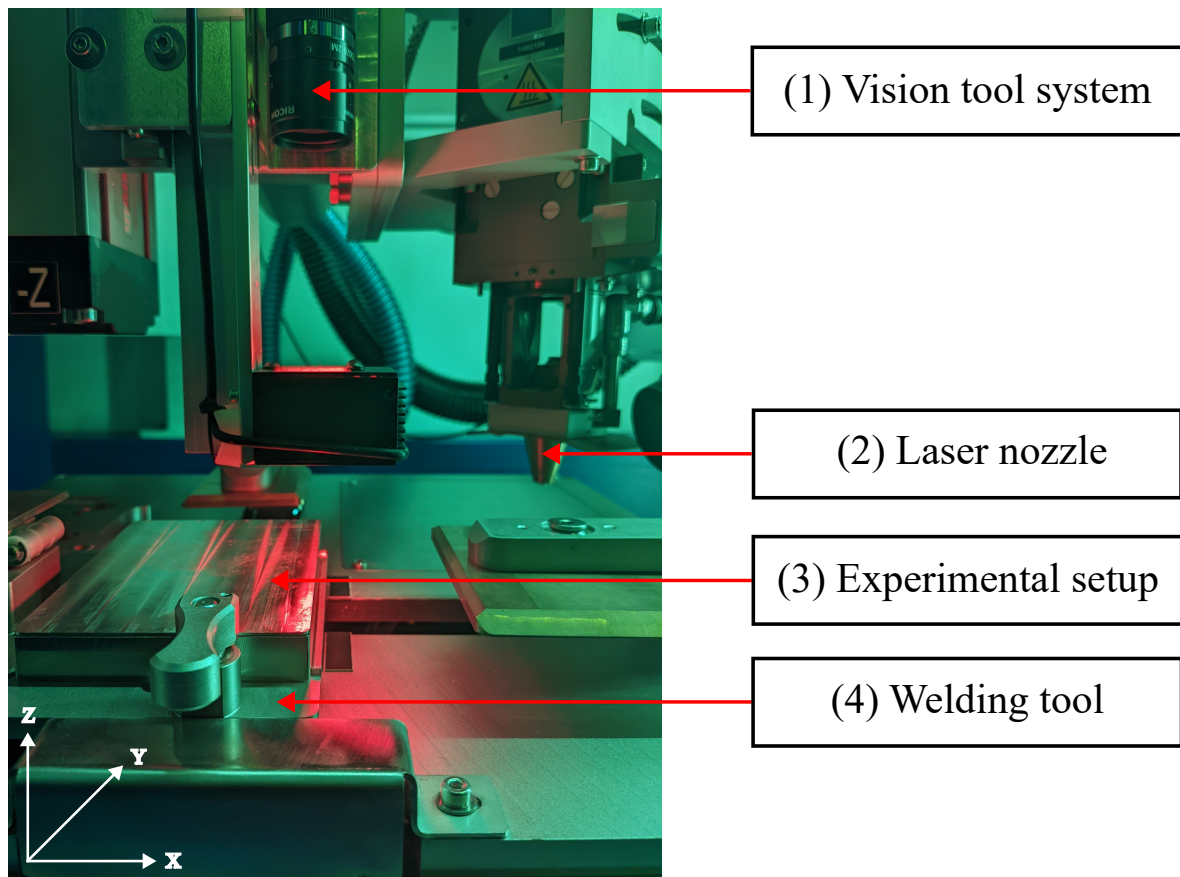 (1) Vision tool system
RICOH
-Z
(2) Laser nozzle
(3) Experimental setup
(4) Welding tool
Z
Y
X